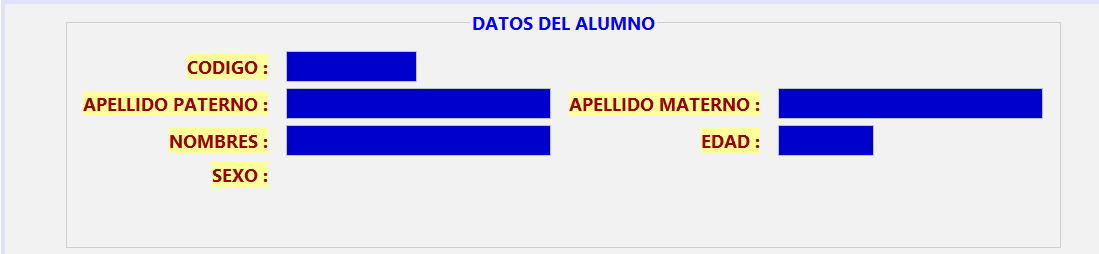 DATOS DEL ALUMNO
CODIGO :
APELLIDO PATERNO : APELLIDO MATERNO :
NOMBRES : EDAD :
SEXO :